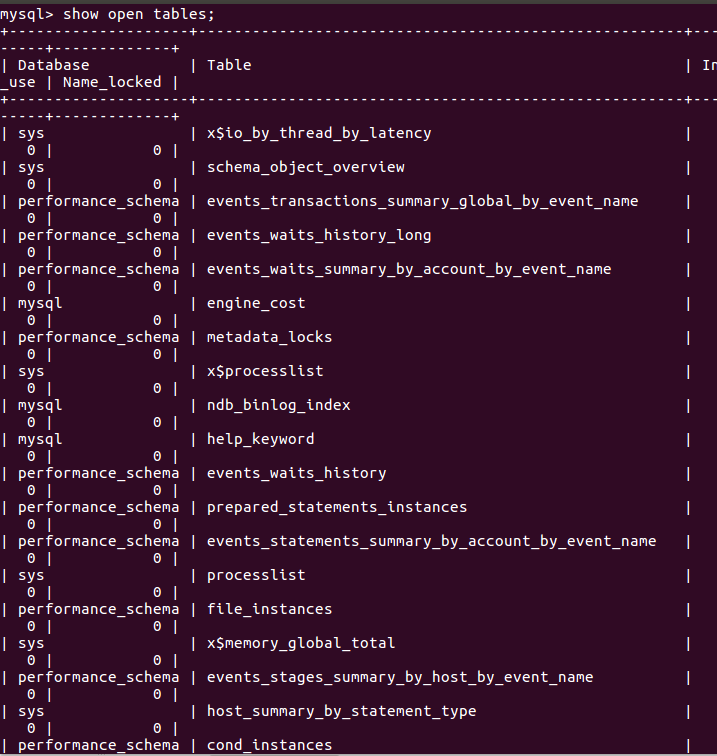 mysql> show open tables;
+--------------------+------------------------------------------------------+---
-----+-------------+
| Database           | Table                                                | In
_use | Name_locked |
+--------------------+------------------------------------------------------+---
-----+-------------+
| sys                | x$io_by_thread_by_latency                            |
   0 |           0 |
| sys                | schema_object_overview                               |
   0 |           0 |
| performance_schema | events_transactions_summary_global_by_event_name     |
   0 |           0 |
| performance_schema | events_waits_history_long                            |
   0 |           0 |
| performance_schema | events_waits_summary_by_account_by_event_name        |
   0 |           0 |
| mysql              | engine_cost                                          |
   0 |           0 |
| performance_schema | metadata_locks                                       |
   0 |           0 |
| sys                | x$processlist                                        |
   0 |           0 |
| mysql              | ndb_binlog_index                                     |
   0 |           0 |
| mysql              | help_keyword                                         |
   0 |           0 |
| performance_schema | events_waits_history                                 |
   0 |           0 |
| performance_schema | prepared_statements_instances                        |
   0 |           0 |
| performance_schema | events_statements_summary_by_account_by_event_name   |
   0 |           0 |
| sys                | processlist                                          |
   0 |           0 |
| performance_schema | file_instances                                       |
   0 |           0 |
| sys                | x$memory_global_total                                |
   0 |           0 |
| performance_schema | events_stages_summary_by_host_by_event_name          |
   0 |           0 |
| sys                | host_summary_by_statement_type                       |
   0 |           0 |
| performance_schema | cond_instances                                       |